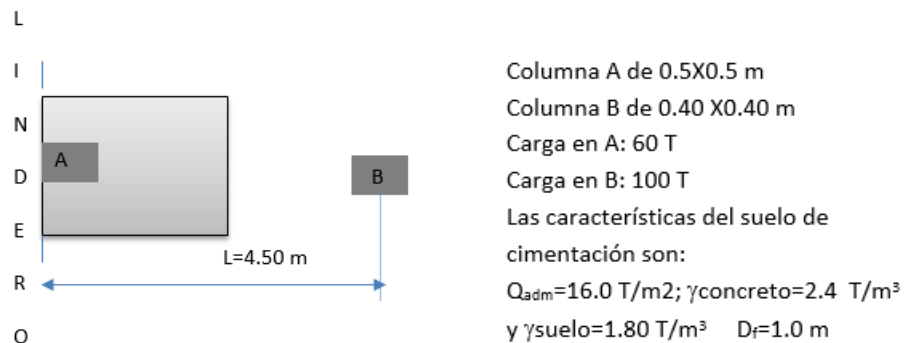 L
I
N
D
E
R
O
A
B
L=4.50 m
Columna A de 0.5X0.5 m
Columna B de 0.40 X0.40 m
Carga en A: 60 T
Carga en B: 100 T
Las características del suelo de
cimentación son:
Qadm=16.0 T/m2; γconcreto=2.4 T/m³
y γsuelo=1.80 T/m³ Df=1.0 m